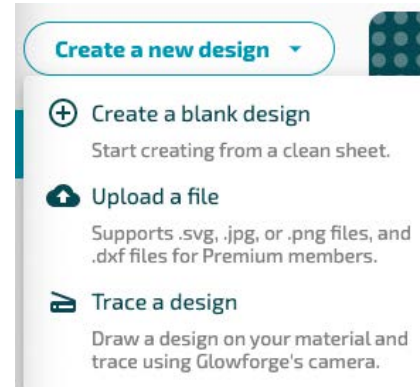 Create a new design
Create a blank design
Start creating from a clean sheet.
Upload a file
Supports .svg, .jpg, or .png files, and
.dxf files for Premium members.
Trace a design
Draw a design on your material and
trace using Glowforge's camera.